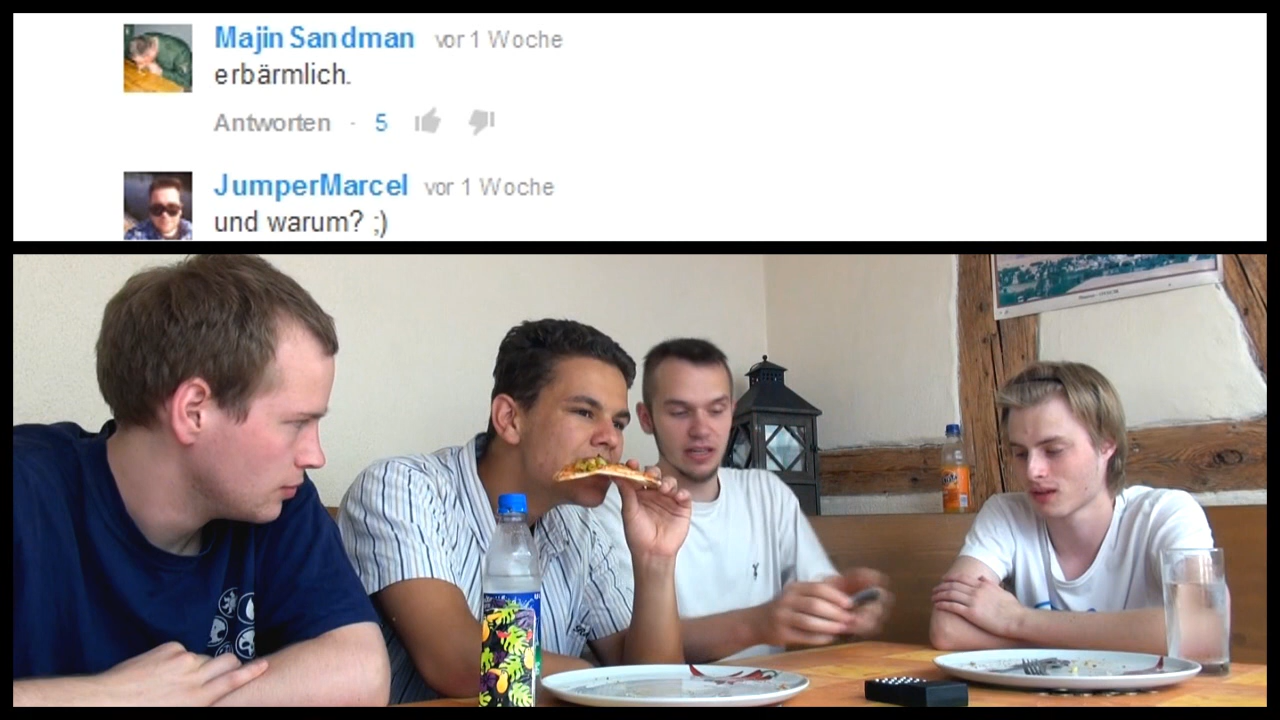 Majin Sandman vor 1 Woche
erbärmlich.
Antworten · 5
JumperMarcel vor 1 Woche
und warum? ;)